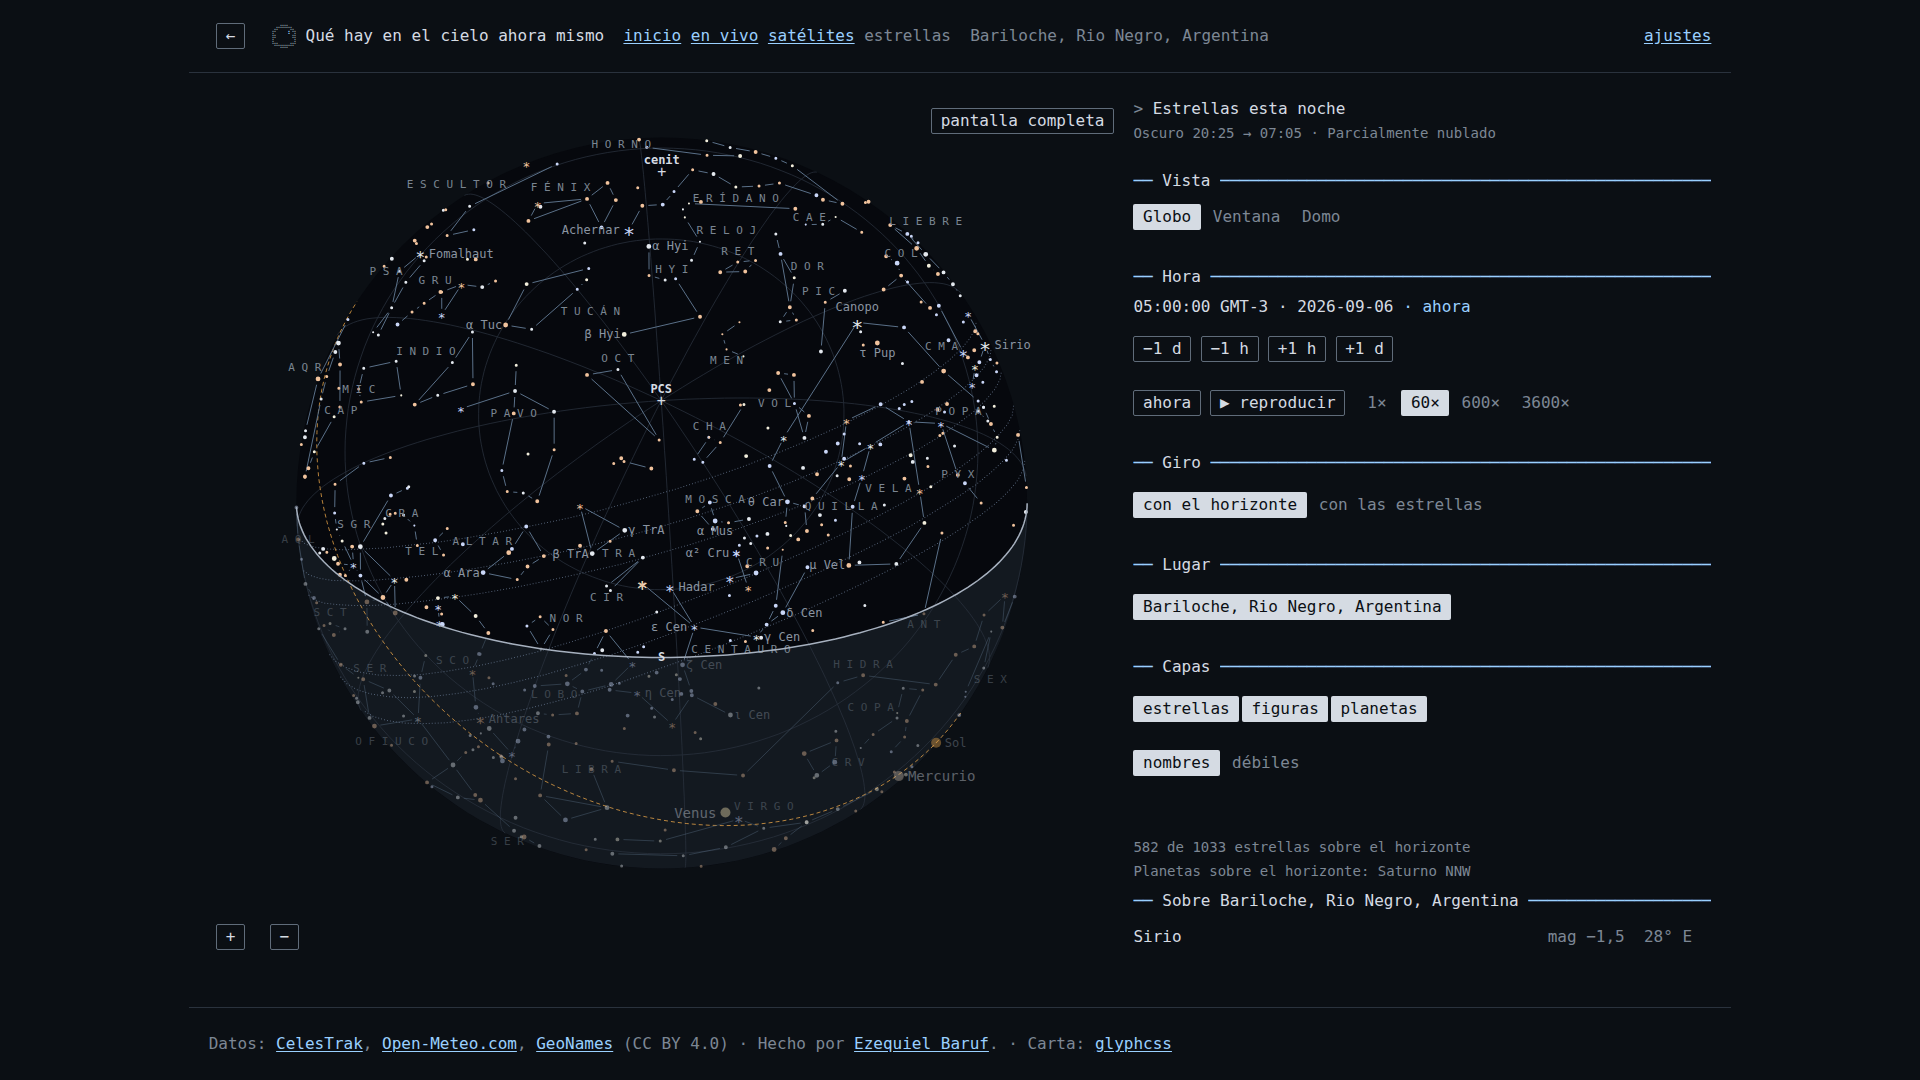 ← Qué hay en el cielo ahora mismo inicio en vivo satélites estrellas Bariloche, Rio Negro, Argentina ajustes
pantalla completa
HORNO
cenit
ESCULTOR
FÉNIX
ERÍDANO
CAE
LIEBRE
Achernar
RELOJ
α Hyi
RET
COL
Fomalhaut
PSA
HYI
DOR
GRU
PIC
TUCÁN
Canopo
α Tuc
β Hyi
INDIO
OCT
MEN
τ Pup
CMA
Sirio
AQR
MIC
PCS
CAP
PAVO
VOL
POPA
CHA
PYX
VELA
MOSCA
θ Car
QUILLA
CRA
SGR
γ TrA
α Mus
ALTAR
TEL
β TrA
TRA
α² Cru
CRU
μ Vel
α Ara
Hadar
CIR
SCT
NOR
δ Cen
ε Cen
γ Cen
ANT
CENTAURO
S
SCO
SER
ζ Cen
HIDRA
SEX
LOBO
η Cen
ι Cen
COPA
Antares
OFIUCO
Sol
LIBRA
CRV
Mercurio
Venus
VIRGO
SER
+ −
> Estrellas esta noche
Oscuro 20:25 → 07:05 · Parcialmente nublado
Vista
Globo Ventana Domo
Hora
05:00:00 GMT-3 · 2026-09-06 · ahora
−1 d −1 h +1 h +1 d
ahora ▶ reproducir 1× 60× 600× 3600×
Giro
con el horizonte con las estrellas
Lugar
Bariloche, Rio Negro, Argentina
Capas
estrellas figuras planetas
nombres débiles
582 de 1033 estrellas sobre el horizonte
Planetas sobre el horizonte: Saturno NNW
Sobre Bariloche, Rio Negro, Argentina
Sirio mag −1,5 28° E
Datos: CelesTrak, Open-Meteo.com, GeoNames (CC BY 4.0) · Hecho por Ezequiel Baruf. · Carta: glyphcss